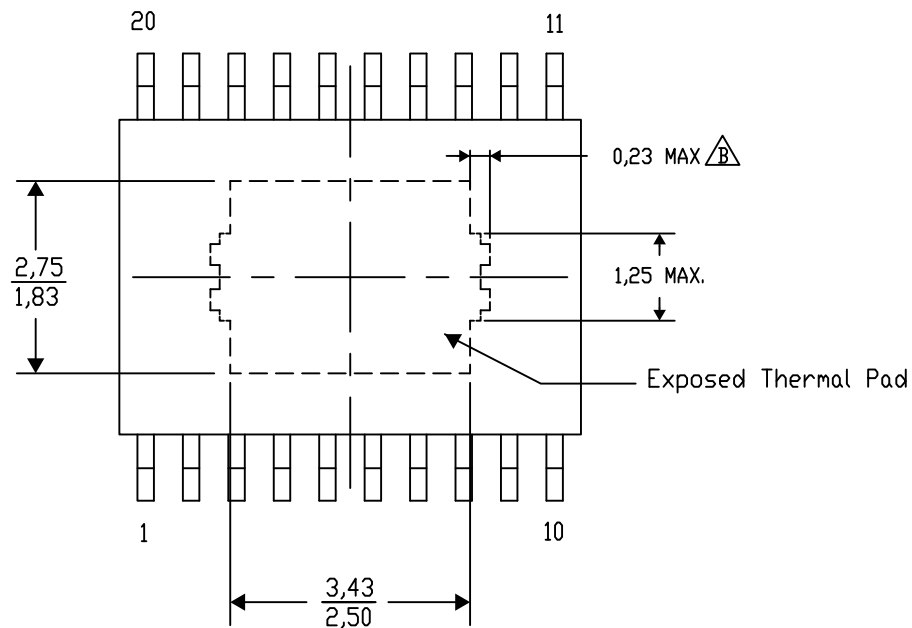 20
11
0,23 MAX B
2,75
1,83
1,25 MAX.
Exposed Thermal Pad
1
10
3,43
2,50